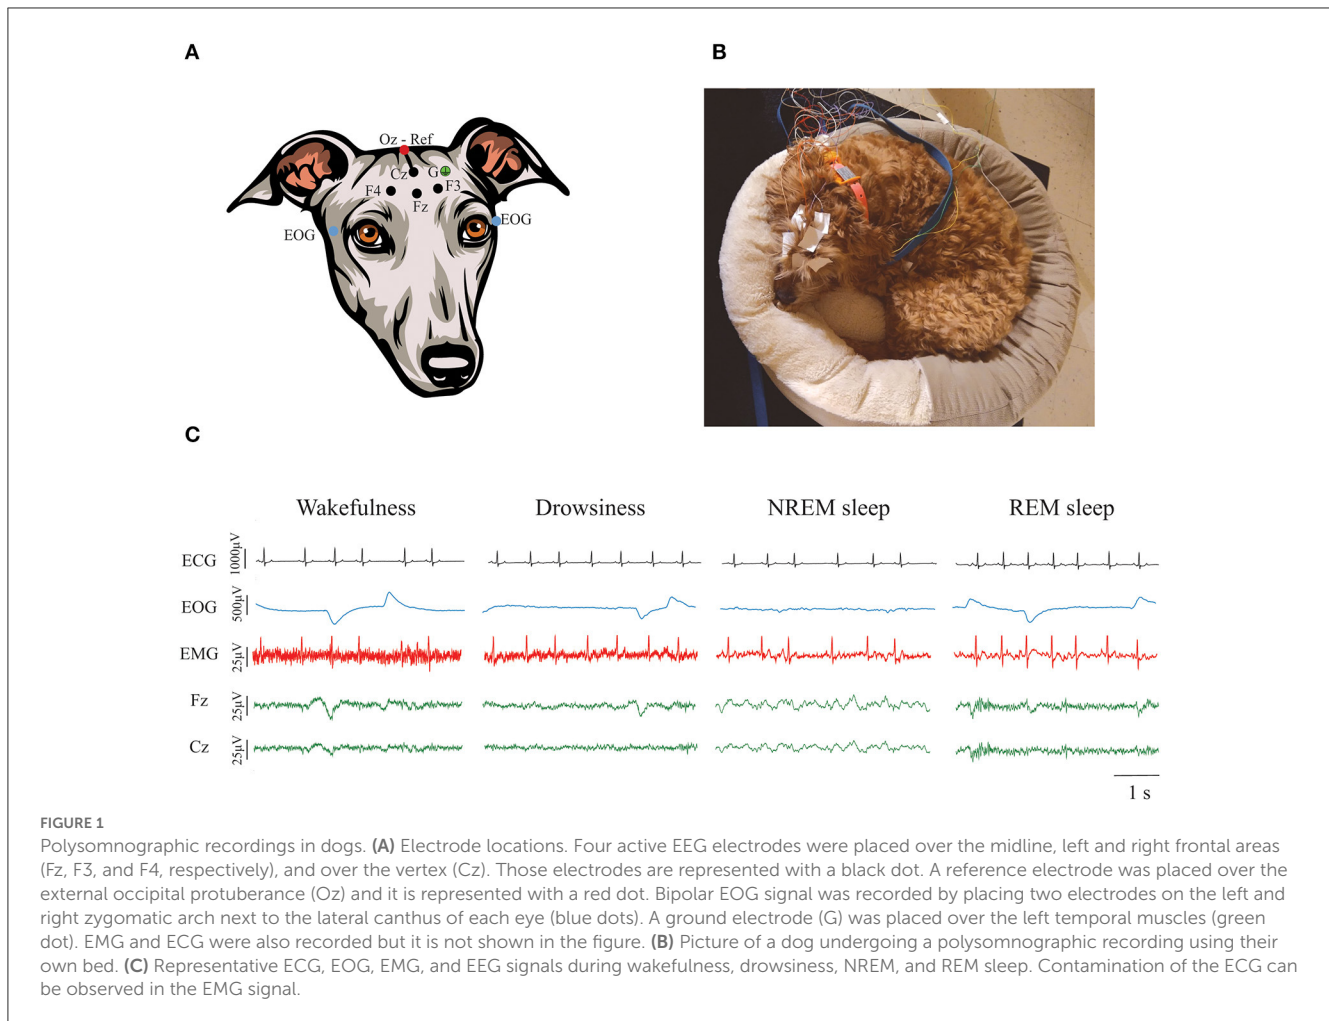 A
B
Oz - Ref
Cz
G
F4
F3
Fz
EOG
EOG
C
Wakefulness
Drowsiness
NREM sleep
REM sleep
ECG
1000µV
EOG
500µV
EMG
25µV
Fz
25µV
Cz
25µV
1 s
FIGURE 1
Polysomnographic recordings in dogs. (A) Electrode locations. Four active EEG electrodes were placed over the midline, left and right frontal areas
(Fz, F3, and F4, respectively), and over the vertex (Cz). Those electrodes are represented with a black dot. A reference electrode was placed over the
external occipital protuberance (Oz) and it is represented with a red dot. Bipolar EOG signal was recorded by placing two electrodes on the left and
right zygomatic arch next to the lateral canthus of each eye (blue dots). A ground electrode (G) was placed over the left temporal muscles (green
dot). EMG and ECG were also recorded but it is not shown in the figure. (B) Picture of a dog undergoing a polysomnographic recording using their
own bed. (C) Representative ECG, EOG, EMG, and EEG signals during wakefulness, drowsiness, NREM, and REM sleep. Contamination of the ECG can
be observed in the EMG signal.